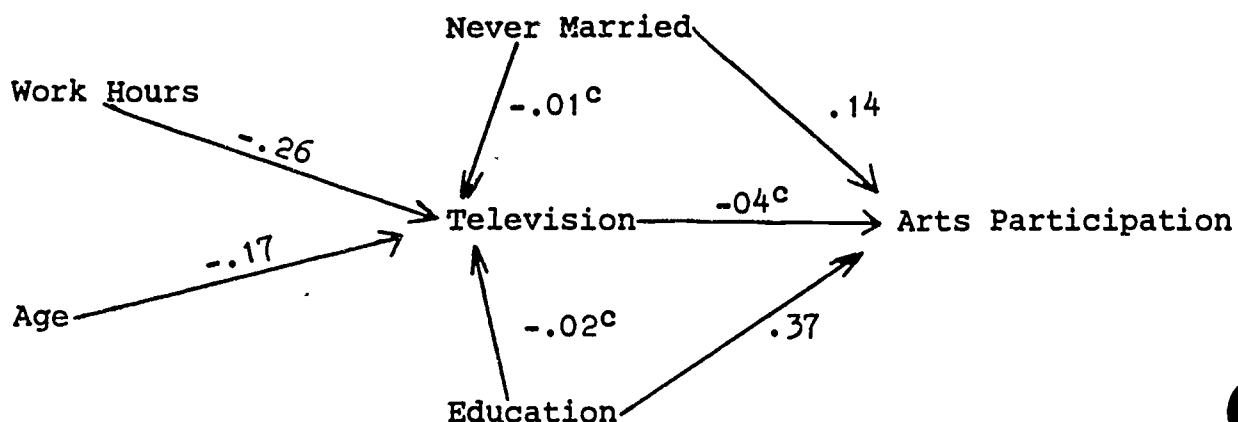 Never Married
Work Hours
-.01c
.14
-.26
Television
-04c
Arts Participation
-.17
Age
-.02c
.37
Education